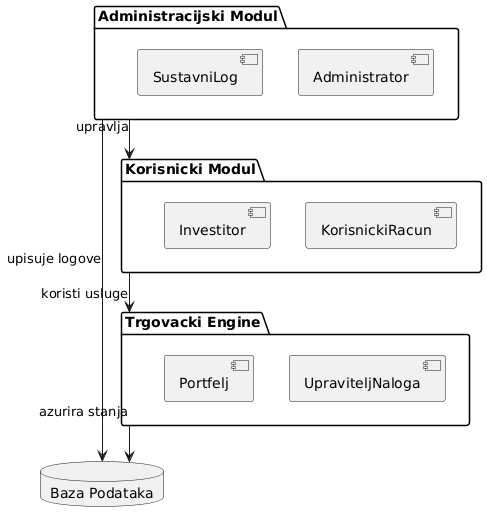 Administracijski Modul
SustavniLog
Administrator
upravlja
Korisnicki Modul
Investitor
KorisnickiRacun
upisuje logove
koristi usluge
Trgovacki Engine
Portfelj
UpraviteljNaloga
azurira stanja
Baza Podataka